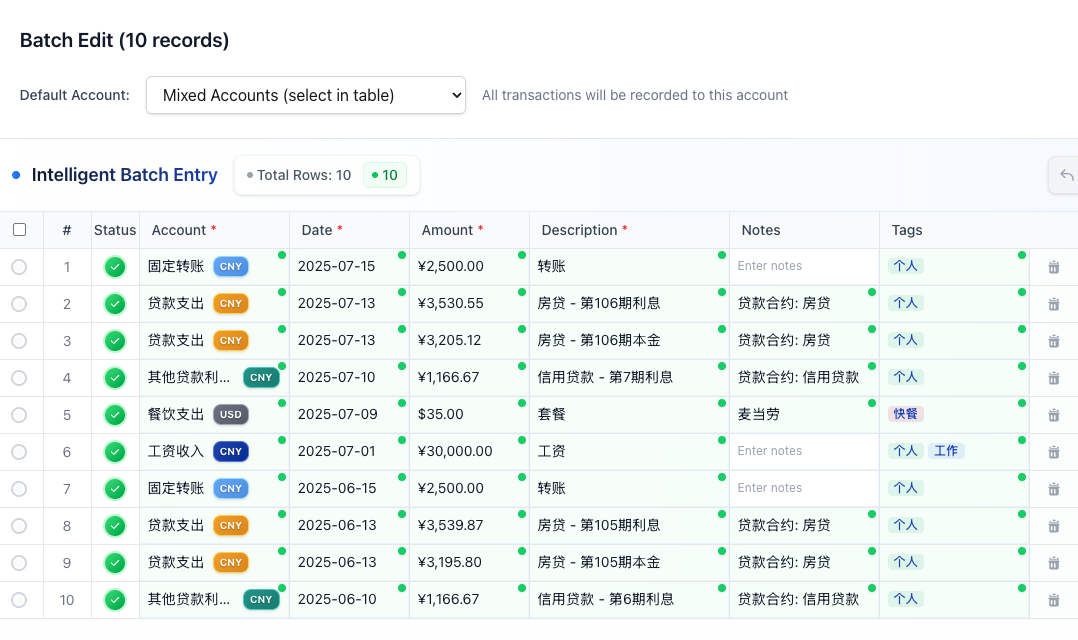 Batch Edit (10 records)
Default Account: Mixed Accounts (select in table) All transactions will be recorded to this account
Intelligent Batch Entry Total Rows: 10 10
# Status Account * Date * Amount * Description * Notes Tags
1 固定转账 CNY 2025-07-15 ¥2,500.00 转账 Enter notes 个人
2 贷款支出 CNY 2025-07-13 ¥3,530.55 房贷 - 第106期利息 贷款合约: 房贷 个人
3 贷款支出 CNY 2025-07-13 ¥3,205.12 房贷 - 第106期本金 贷款合约: 房贷 个人
4 其他贷款利... CNY 2025-07-10 ¥1,166.67 信用贷款 - 第7期利息 贷款合约: 信用贷款 个人
5 餐饮支出 USD 2025-07-09 $35.00 套餐 麦当劳 快餐
6 工资收入 CNY 2025-07-01 ¥30,000.00 工资 Enter notes 个人 工作
7 固定转账 CNY 2025-06-15 ¥2,500.00 转账 Enter notes 个人
8 贷款支出 CNY 2025-06-13 ¥3,539.87 房贷 - 第105期利息 贷款合约: 房贷 个人
9 贷款支出 CNY 2025-06-13 ¥3,195.80 房贷 - 第105期本金 贷款合约: 房贷 个人
10 其他贷款利... CNY 2025-06-10 ¥1,166.67 信用贷款 - 第6期利息 贷款合约: 信用贷款 个人